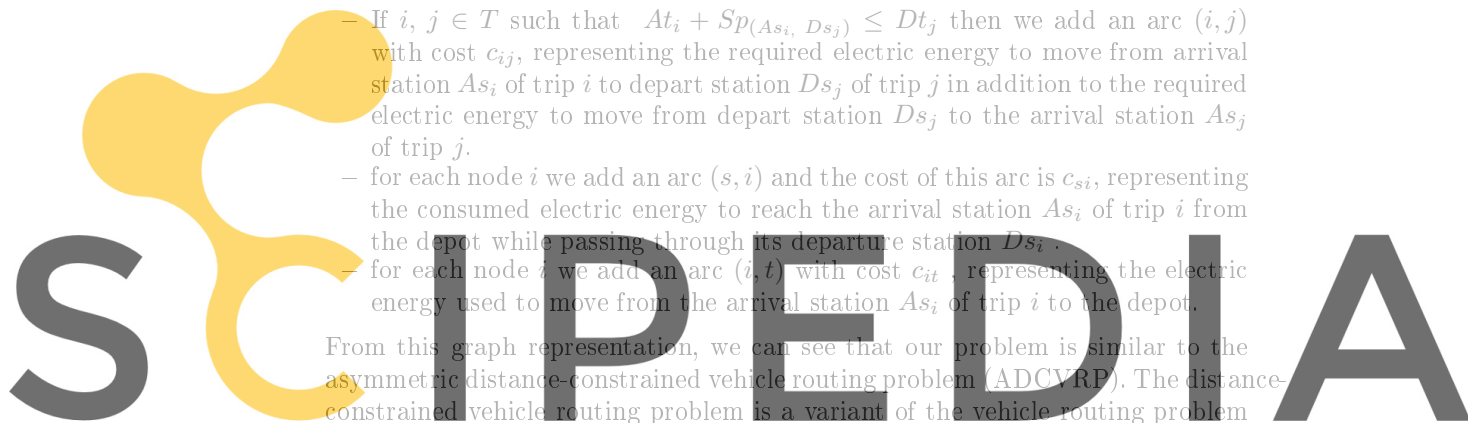 – If i, j ∈ T such that At_i + Sp_(As_i, Ds_j) ≤ Dt_j then we add an arc (i, j)
with cost c_ij, representing the required electric energy to move from arrival
station As_i of trip i to depart station Ds_j of trip j in addition to the required
electric energy to move from depart station Ds_j to the arrival station As_j
of trip j.
– for each node i we add an arc (s, i) and the cost of this arc is c_si, representing
the consumed electric energy to reach the arrival station As_i of trip i from
the depot while passing through its departure station Ds_i .
– for each node i we add an arc (i, t) with cost c_it , representing the electric
energy used to move from the arrival station As_i of trip i to the depot.
From this graph representation, we can see that our problem is similar to the
asymmetric distance-constrained vehicle routing problem (ADCVRP). The distance-
constrained vehicle routing problem is a variant of the vehicle routing problem
SCIPEDIA